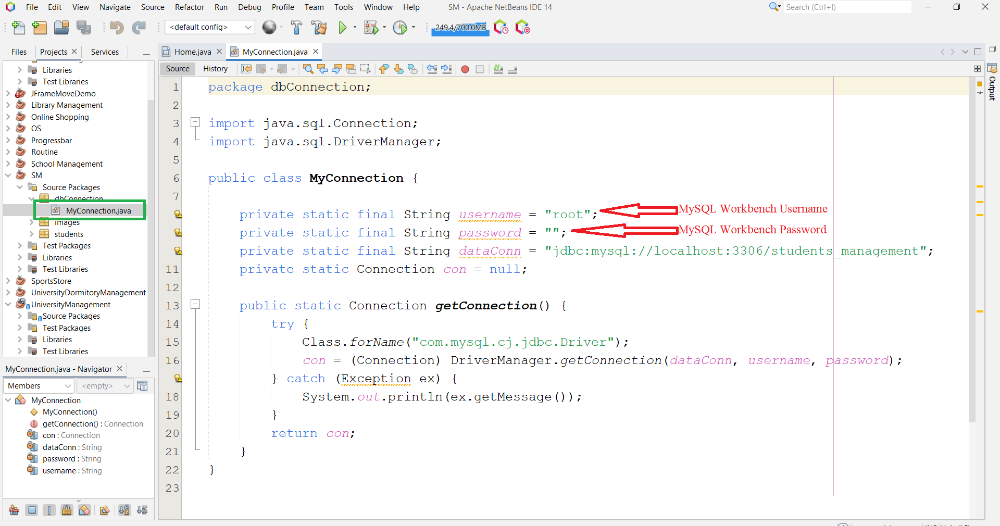 File Edit View Navigate Source Refactor Run Debug Profile Team Tools Window Help
SM - Apache NetBeans IDE 14
Search (Ctrl+I)
<default config>
249.4/700.0MB
Files Projects Services
Libraries
Test Libraries
JFrameMoveDemo
Library Management
Online Shopping
OS
Progressbar
Routine
School Management
SM
Source Packages
dbConnection
MyConnection.java
images
students
Test Packages
Libraries
Test Libraries
SportsStore
UniversityDormitoryManagement
UniversityManagement
Source Packages
Test Packages
Libraries
Test Libraries
MyConnection.java - Navigator
Members <empty>
MyConnection
MyConnection()
getConnection() : Connection
con : Connection
dataConn : String
password : String
username : String
Home.java MyConnection.java
Source History
1 package dbConnection;
2
3 import java.sql.Connection;
4 import java.sql.DriverManager;
5
6 public class MyConnection {
7
private static final String username = "root"; MySQL Workbench Username
private static final String password = ""; MySQL Workbench Password
private static final String dataConn = "jdbc:mysql://localhost:3306/students_management";
11 private static Connection con = null;
12
13 public static Connection getConnection() {
14 try {
15 Class.forName("com.mysql.cj.jdbc.Driver");
16 con = (Connection) DriverManager.getConnection(dataConn, username, password);
} catch (Exception ex) {
18 System.out.println(ex.getMessage());
19 }
20 return con;
21 }
22 }
23
Output